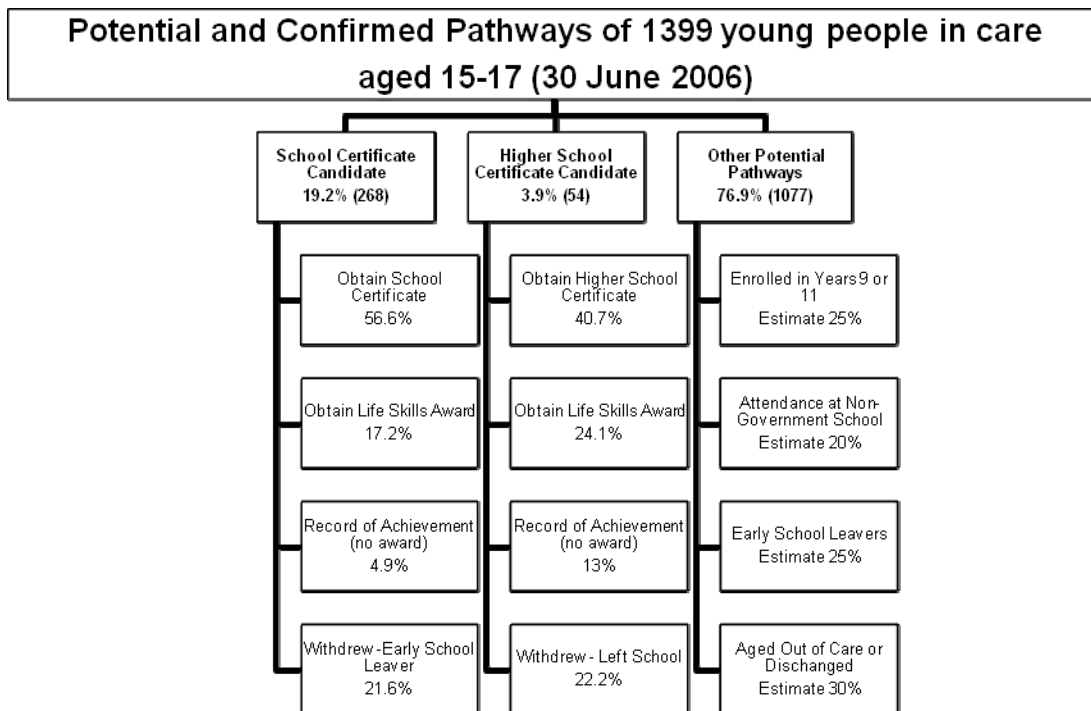 Potential and Confirmed Pathways of 1399 young people in care
aged 15-17 (30 June 2006)
School Certificate
Candidate
19.2% (268)
Higher School
Certificate Candidate
3.9% (54)
Other Potential
Pathways
76.9% (1077)
Obtain School
Certificate
56.6%
Obtain Higher School
Certificate
40.7%
Enrolled in Years 9 or
11
Estimate 25%
Obtain Life Skills Award
17.2%
Obtain Life Skills Award
24.1%
Attendance at Non-
Government School
Estimate 20%
Record of Achievement
(no award)
4.9%
Record of Achievement
(no award)
13%
Early School Leavers
Estimate 25%
Withdrew -Early School
Leaver
21.6%
Withdrew - Left School
22.2%
Aged Out of Care or
Dischanged
Estimate 30%